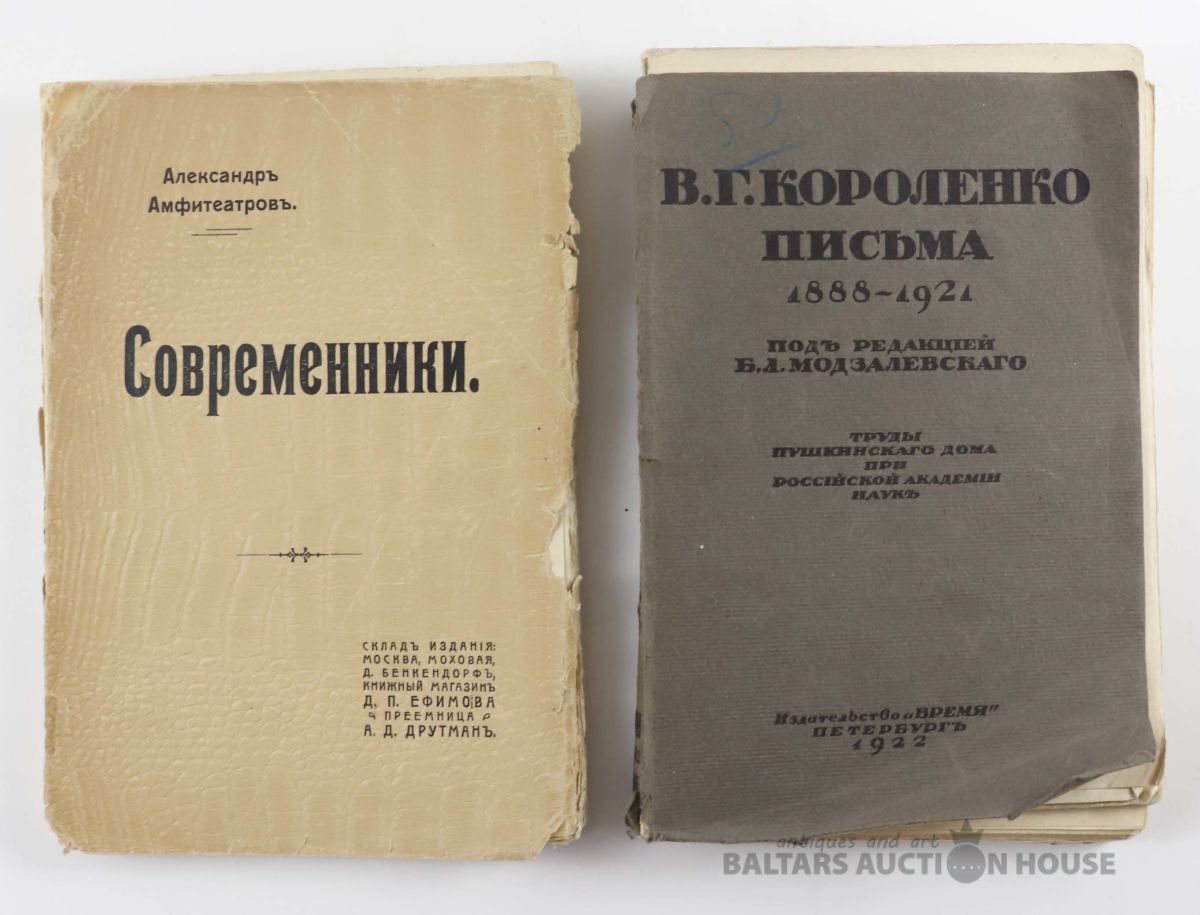 Александръ
Амфитеатровъ.
Современники.
СКЛАДЪ ИЗДАНІЯ:
МОСКВА, МОХОВАЯ,
Д. БЕНКЕНДОРФЪ,
КНИЖНЫЙ МАГАЗИНЪ
Д. П. ЕФИМОВА
ПРЕЕМНИЦА
А. Д. ДРУТМАНЪ.
В.Г. КОРОЛЕНКО
ПИСЬМА
1888-1921
ПОДЪ РЕДАКЦІЕЙ
Б.Л. МОДЗАЛЕВСКАГО
ТРУДЫ
ПУШКИНСКАГО ДОМА
ПРИ
РОССІЙСКОЙ АКАДЕМІИ
НАУКЪ
Издательство „ВРЕМЯ"
ПЕТЕРБУРГЪ
1922
antiques and art
BALTARS AUCTION HOUSE